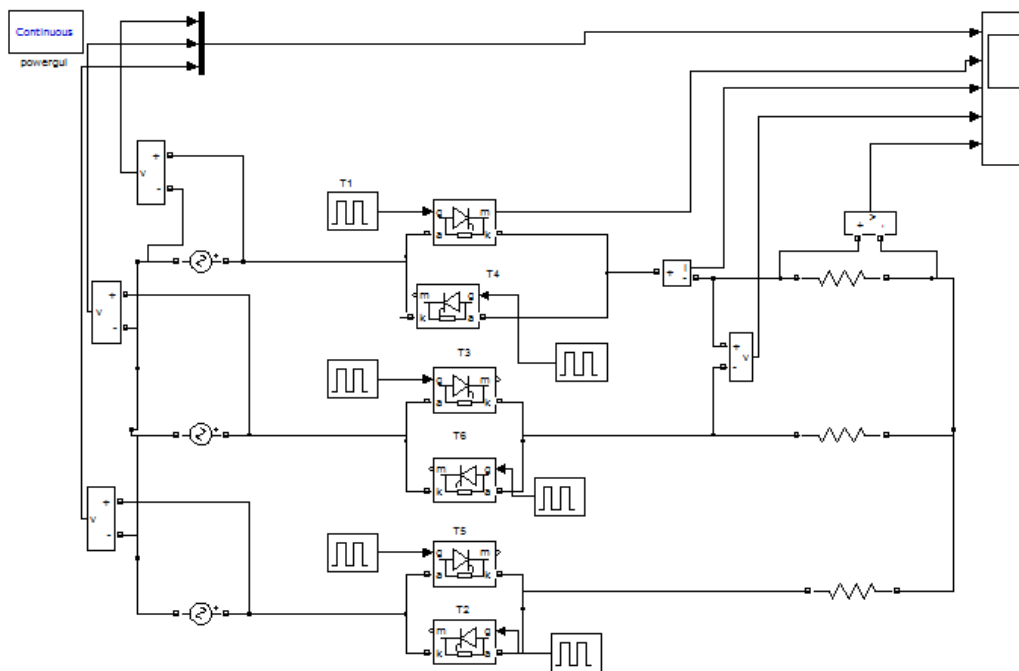 Continuous
powergui
+
v
-
T1
g
m
a
k
+
v
-
+
T4
m
g
k
a
+
i
-
+
v
-
+
-
T3
g
m
a
k
+
v
-
+
T6
m
g
k
a
T5
g
m
a
k
+
v
-
+
T2
m
g
k
a